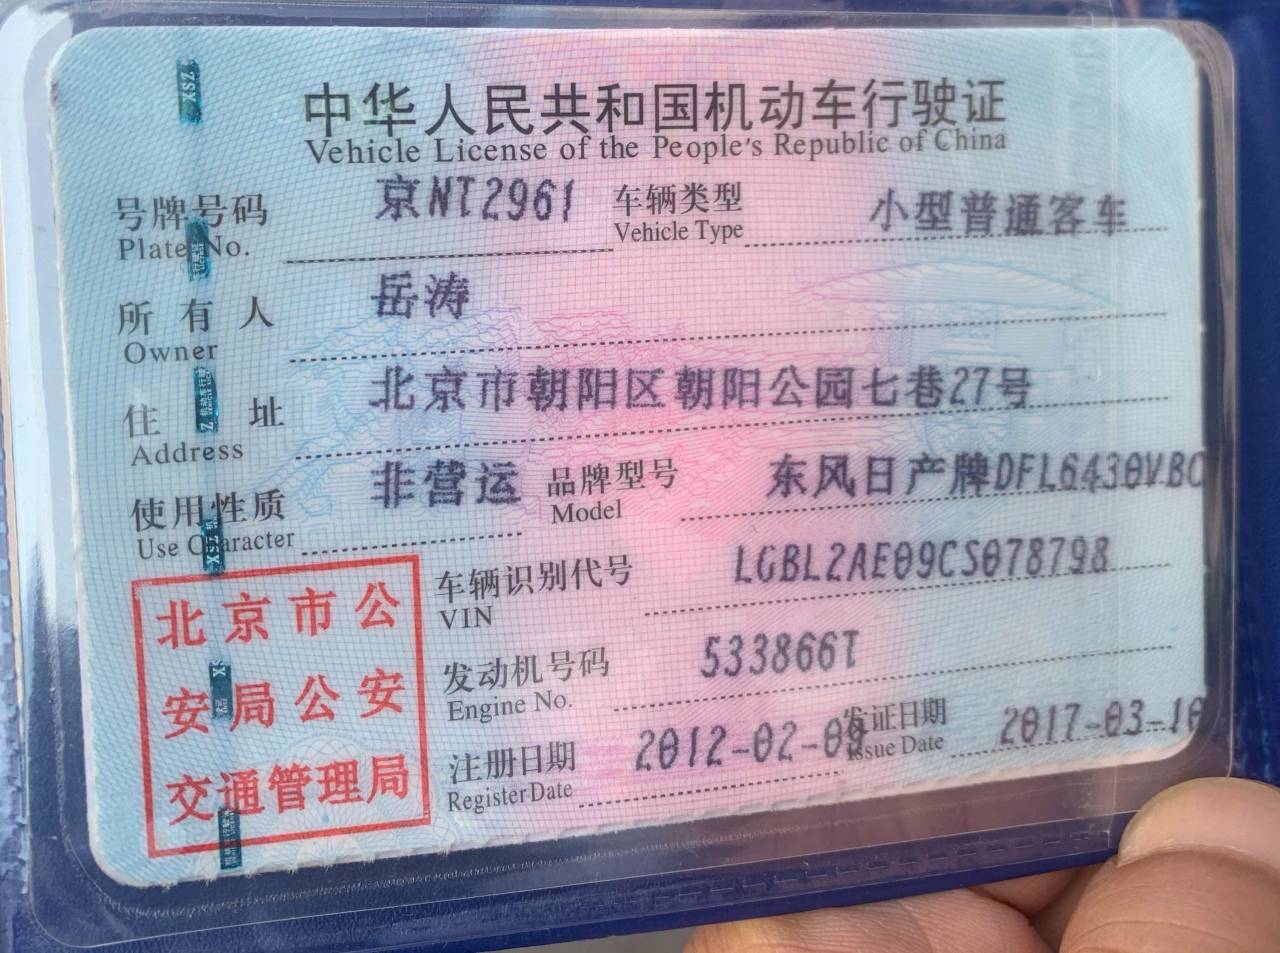 中华人民共和国机动车行驶证
Vehicle License of the People's Republic of China
号牌号码 京NT2961 车辆类型 小型普通客车
Plate No. Vehicle Type
所有人 岳涛
Owner
住址 北京市朝阳区朝阳公园七巷27号
Address
使用性质 非营运 品牌型号 东风日产牌DFL6430VBC
Use Character Model
车辆识别代号 LGBL2AE09CS078798
VIN
发动机号码 533866T
Engine No.
注册日期 2012-02- 发证日期 2017-03-10
Register Date Issue Date
北京市公
安局公安
交通管理局
XSZ